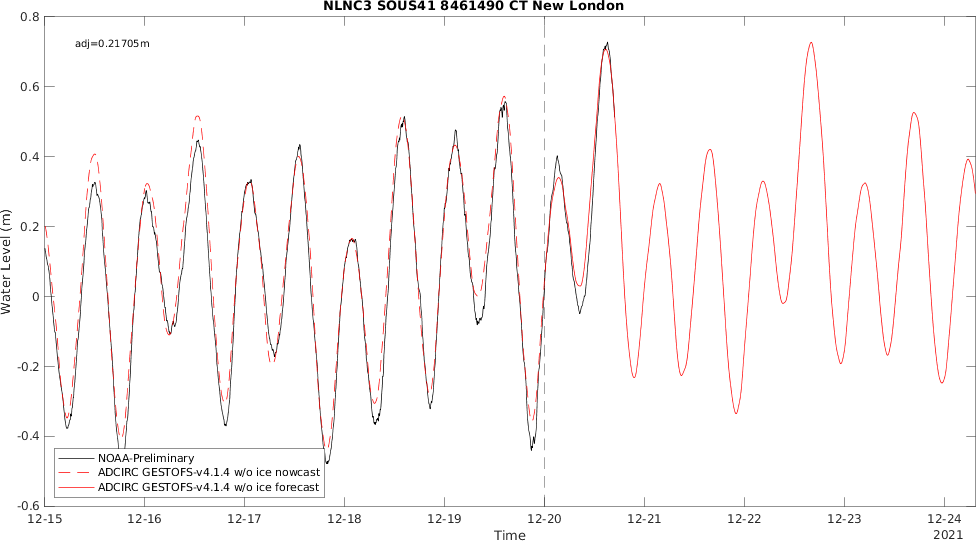 NLNC3 SOUS41 8461490 CT New London
adj=0.21705m
0.8
0.6
0.4
0.2
0
-0.2
-0.4
-0.6
Water Level (m)
NOAA-Preliminary
ADCIRC GESTOFS-v4.1.4 w/o ice nowcast
ADCIRC GESTOFS-v4.1.4 w/o ice forecast
12-15 12-16 12-17 12-18 12-19 12-20 12-21 12-22 12-23 12-24
Time
2021